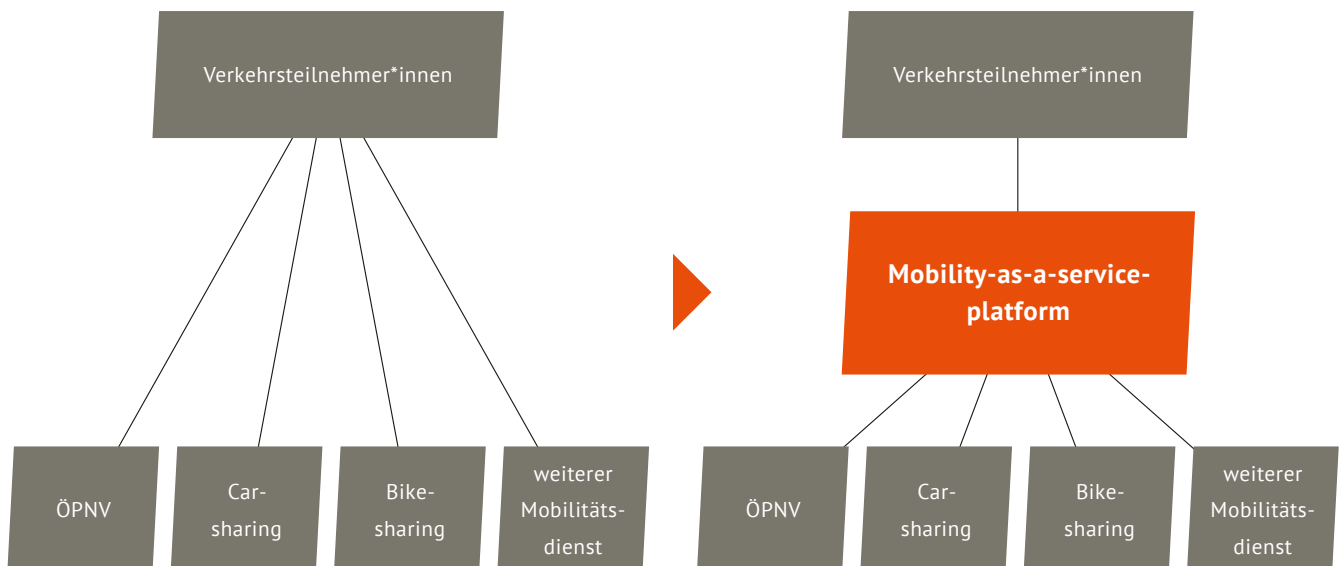 Verkehrsteilnehmer*innen
ÖPNV
Car-
sharing
Bike-
sharing
weiterer
Mobilitäts-
dienst
Verkehrsteilnehmer*innen
Mobility-as-a-service-
platform
ÖPNV
Car-
sharing
Bike-
sharing
weiterer
Mobilitäts-
dienst